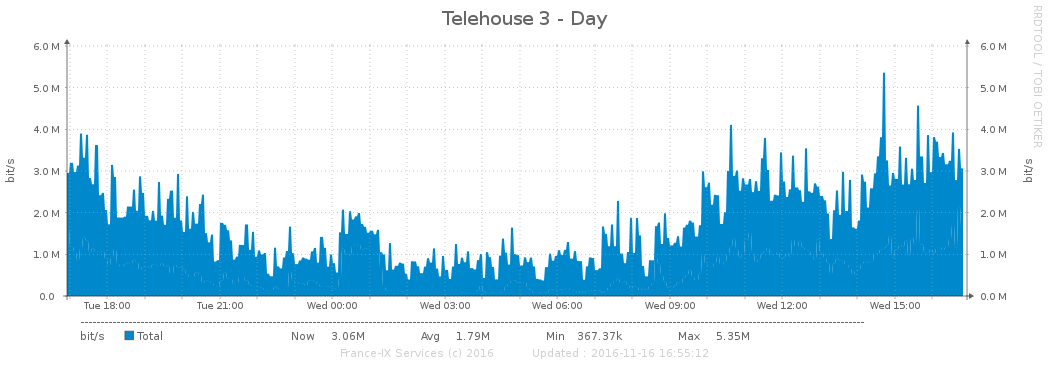 Telehouse 3 - Day
RRDTOOL / TOBI OETIKER
6.0 M 6.0 M
5.0 M 5.0 M
4.0 M 4.0 M
3.0 M 3.0 M
2.0 M 2.0 M
1.0 M 1.0 M
0.0 0.0 M
bit/s bit/s
Tue 18:00 Tue 21:00 Wed 00:00 Wed 03:00 Wed 06:00 Wed 09:00 Wed 12:00 Wed 15:00
bit/s Total Now 3.06M Avg 1.79M Min 367.37k Max 5.35M
France-IX Services (c) 2016 Updated : 2016-11-16 16:55:12